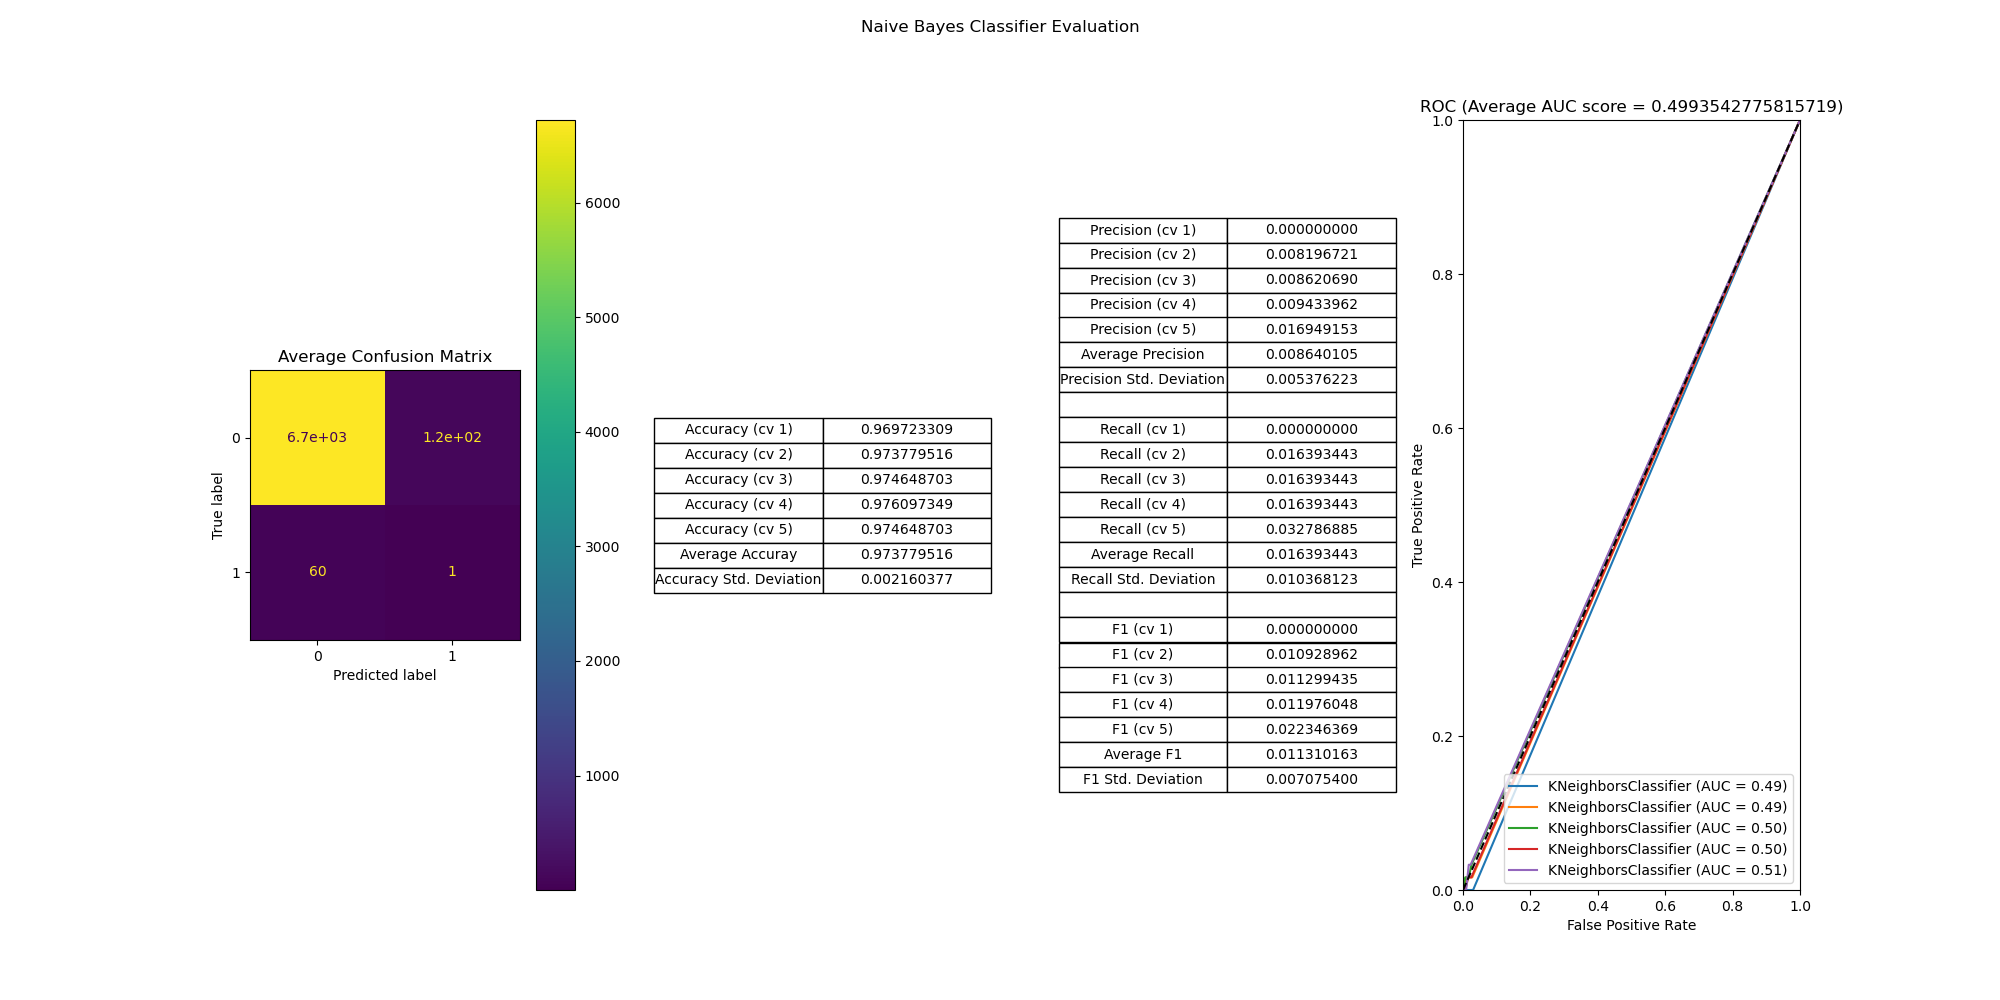 Naive Bayes Classifier Evaluation
Average Confusion Matrix
6.7e+03 1.2e+02
60 1
0
1
True label
0 1
Predicted label
6000
5000
4000
3000
2000
1000
Accuracy (cv 1) 0.969723309
Accuracy (cv 2) 0.973779516
Accuracy (cv 3) 0.974648703
Accuracy (cv 4) 0.976097349
Accuracy (cv 5) 0.974648703
Average Accuray 0.973779516
Accuracy Std. Deviation 0.002160377
Precision (cv 1) 0.000000000
Precision (cv 2) 0.008196721
Precision (cv 3) 0.008620690
Precision (cv 4) 0.009433962
Precision (cv 5) 0.016949153
Average Precision 0.008640105
Precision Std. Deviation 0.005376223
Recall (cv 1) 0.000000000
Recall (cv 2) 0.016393443
Recall (cv 3) 0.016393443
Recall (cv 4) 0.016393443
Recall (cv 5) 0.032786885
Average Recall 0.016393443
Recall Std. Deviation 0.010368123
F1 (cv 1) 0.000000000
F1 (cv 2) 0.010928962
F1 (cv 3) 0.011299435
F1 (cv 4) 0.011976048
F1 (cv 5) 0.022346369
Average F1 0.011310163
F1 Std. Deviation 0.007075400
ROC (Average AUC score = 0.4993542775815719)
1.0
0.8
0.6
0.4
0.2
0.0
True Positive Rate
KNeighborsClassifier (AUC = 0.49)
KNeighborsClassifier (AUC = 0.49)
KNeighborsClassifier (AUC = 0.50)
KNeighborsClassifier (AUC = 0.50)
KNeighborsClassifier (AUC = 0.51)
0.0 0.2 0.4 0.6 0.8 1.0
False Positive Rate